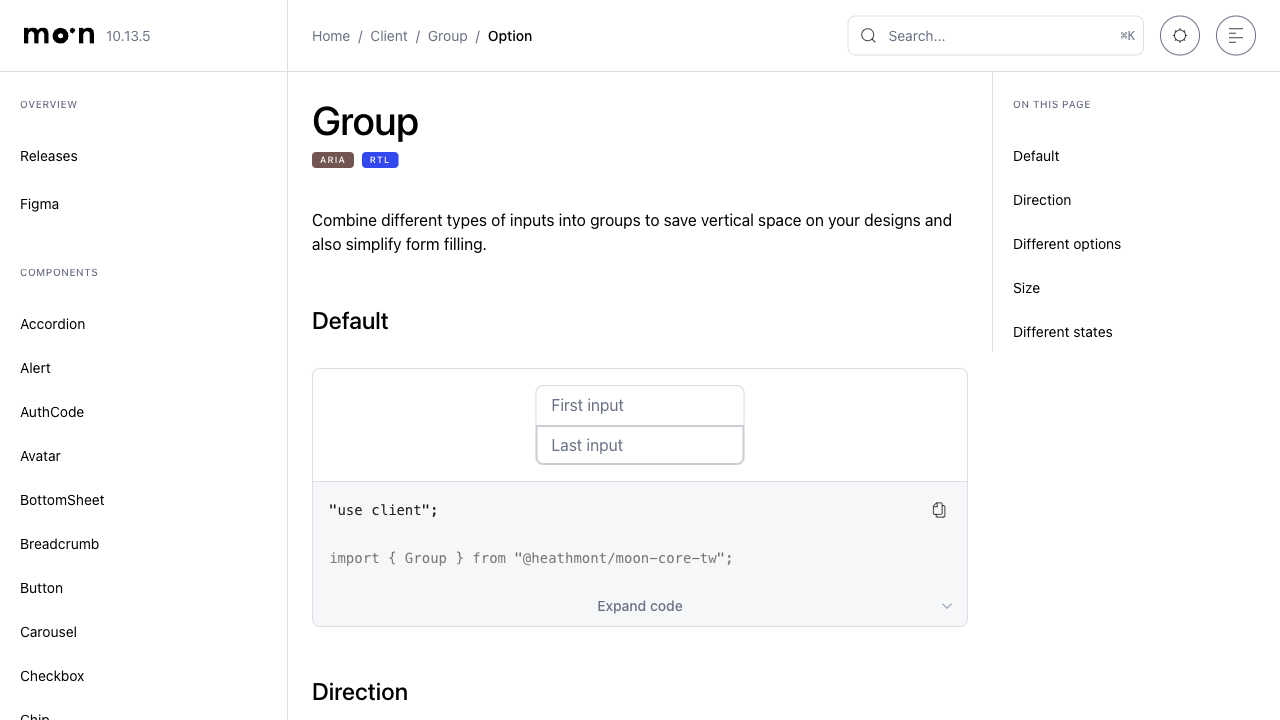 mo•n 10.13.5
Home / Client / Group / Option
Search...
⌘K
OVERVIEW
Releases
Figma
COMPONENTS
Accordion
Alert
AuthCode
Avatar
BottomSheet
Breadcrumb
Button
Carousel
Checkbox
Chip
Group
ARIA RTL
Combine different types of inputs into groups to save vertical space on your designs and
also simplify form filling.
Default
First input
Last input
"use client";
import { Group } from "@heathmont/moon-core-tw";
Expand code
Direction
ON THIS PAGE
Default
Direction
Different options
Size
Different states